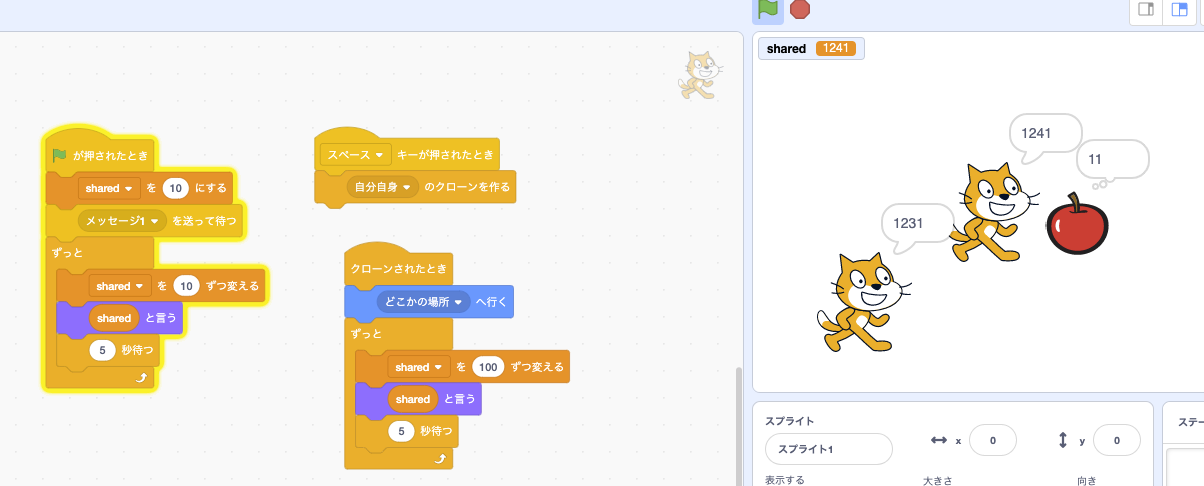 が押されたとき
shared を 10 にする
メッセージ1 を送って待つ
ずっと
shared を 10 ずつ変える
shared と言う
5 秒待つ
スペース キーが押されたとき
自分自身 のクローンを作る
クローンされたとき
どこかの場所 へ行く
ずっと
shared を 100 ずつ変える
shared と言う
5 秒待つ
shared 1241
1241
11
1231
スプライト
スプライト1
x 0
y 0
表示する
大きさ
向き
ステー